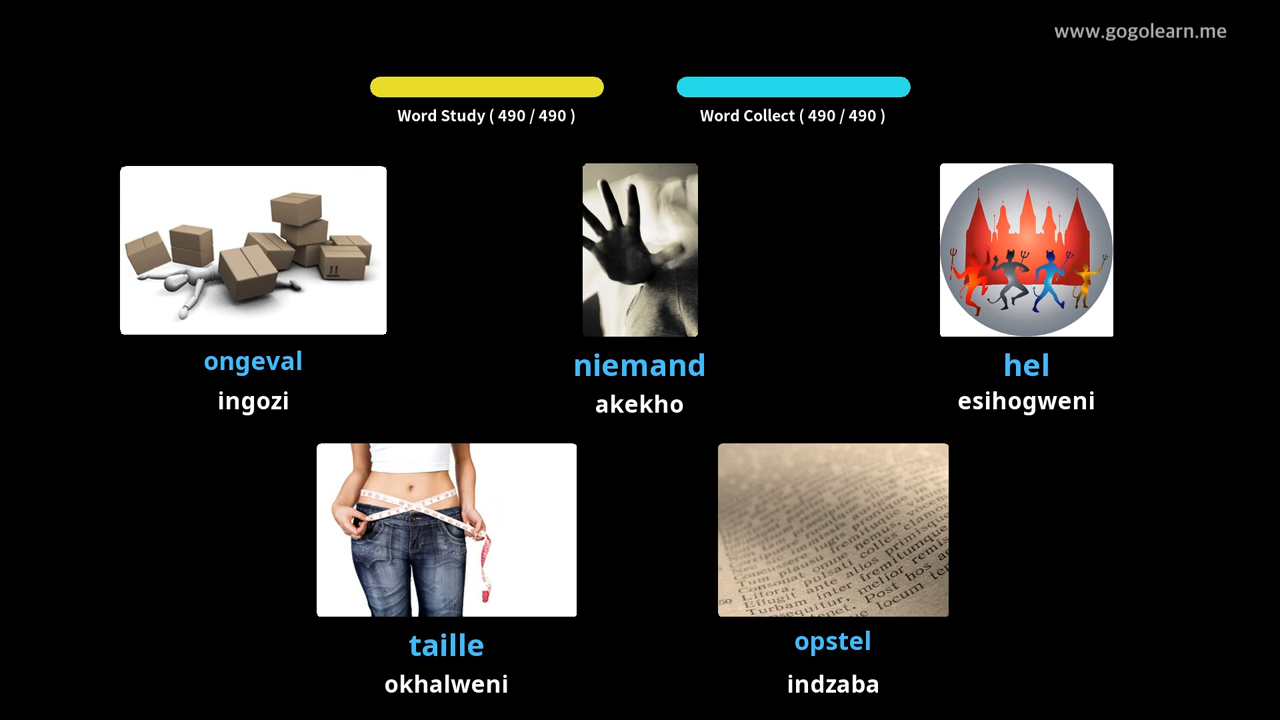 www.gogolearn.me
Word Study ( 490 / 490 )
Word Collect ( 490 / 490 )
ongeval
ingozi
niemand
akekho
hel
esihogweni
taille
okhalweni
opstel
indzaba